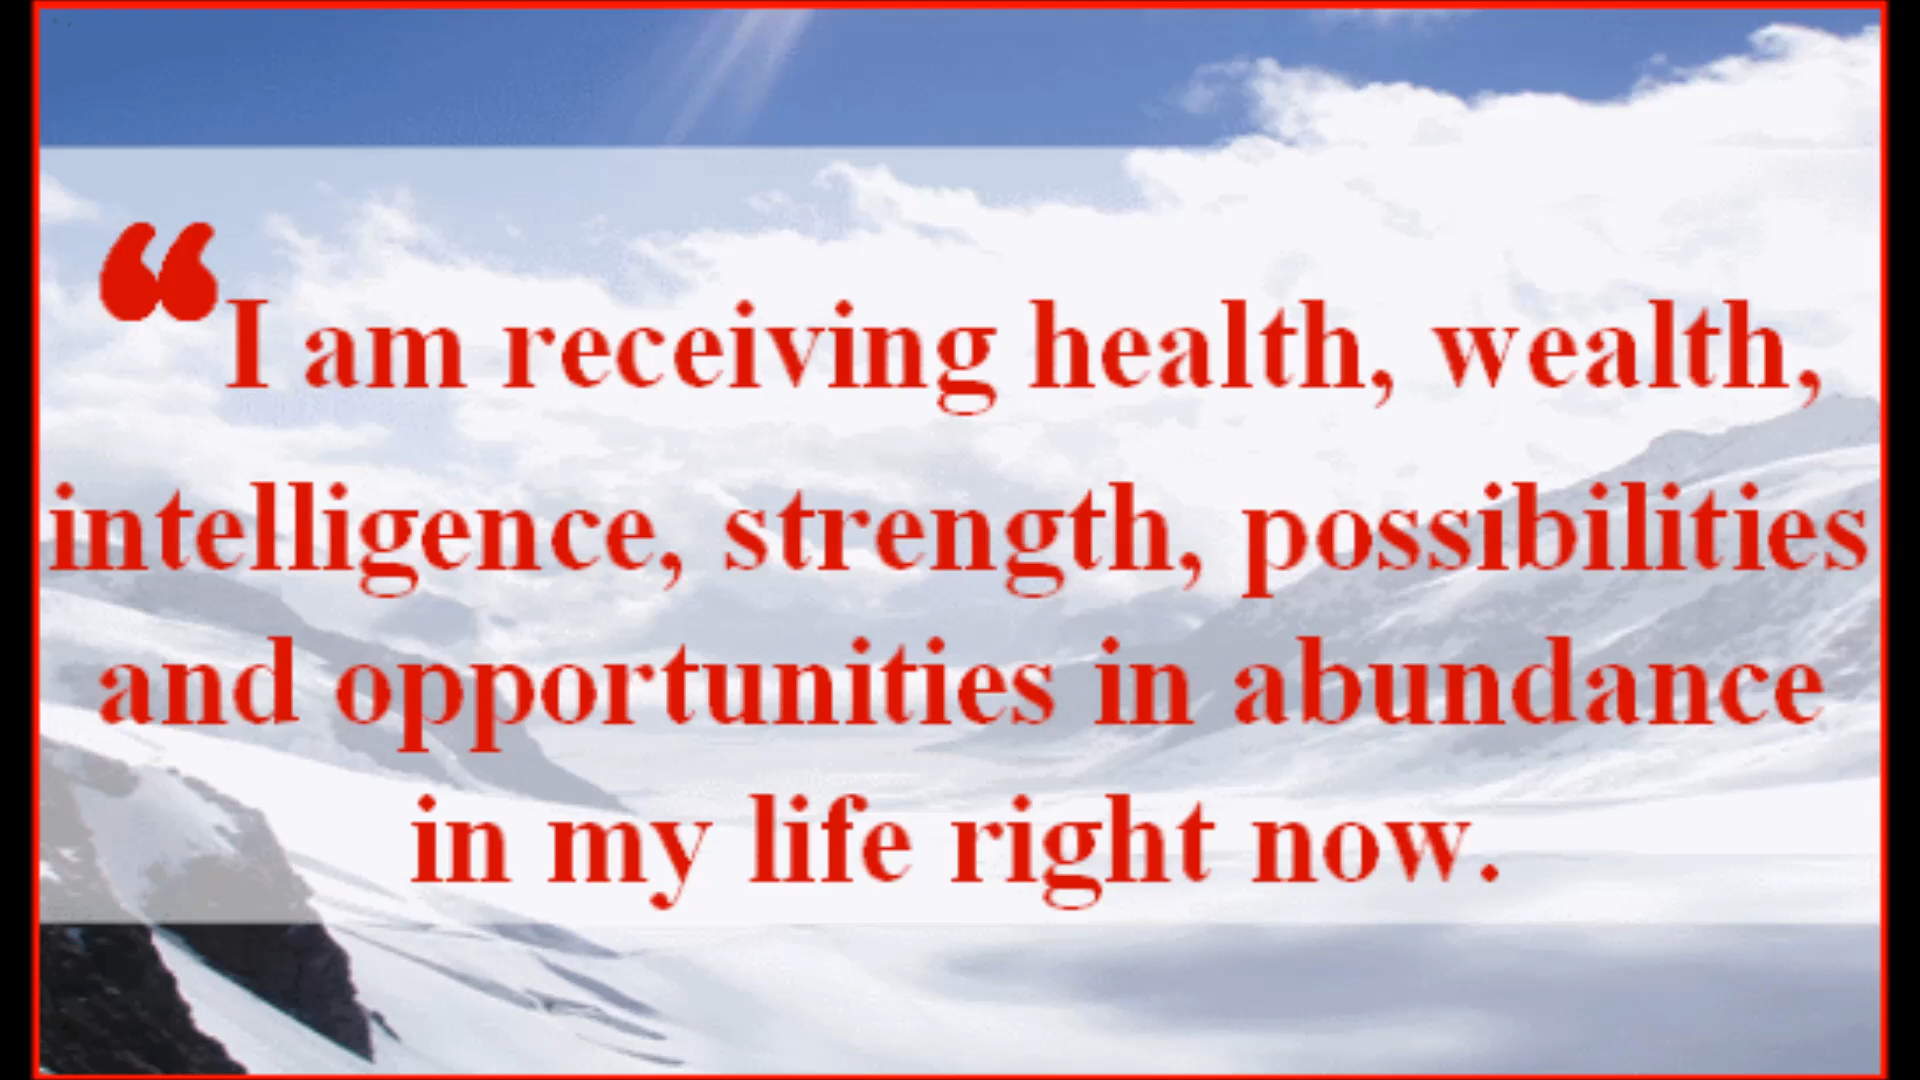 “I am receiving health, wealth,
intelligence, strength, possibilities
and opportunities in abundance
in my life right now.